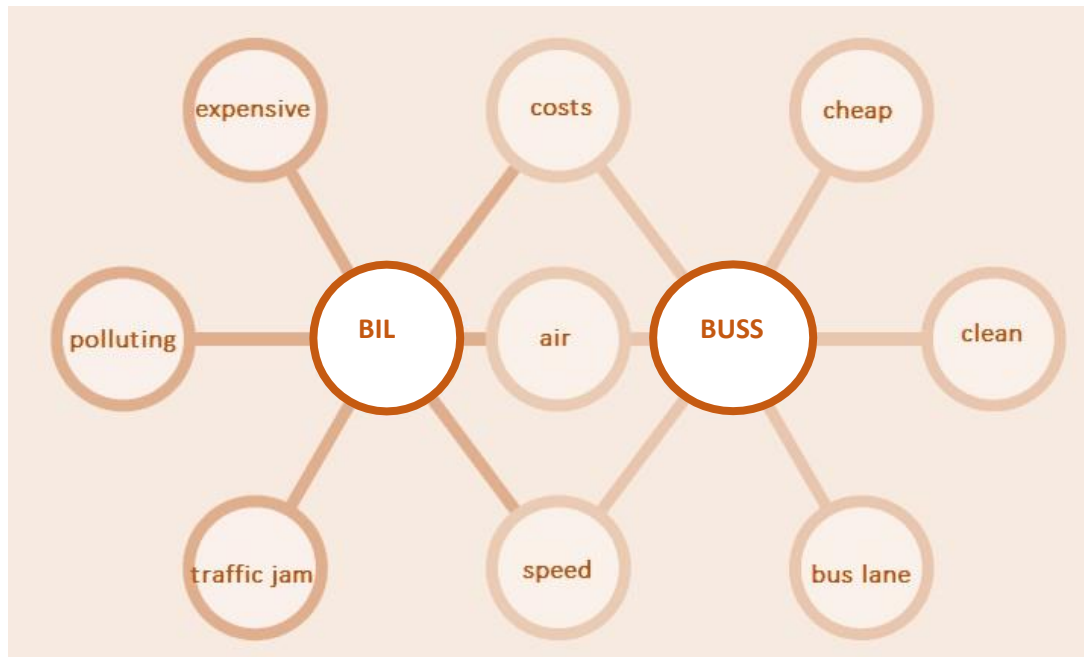 expensive
costs
cheap
polluting
BIL
air
BUSS
clean
traffic jam
speed
bus lane